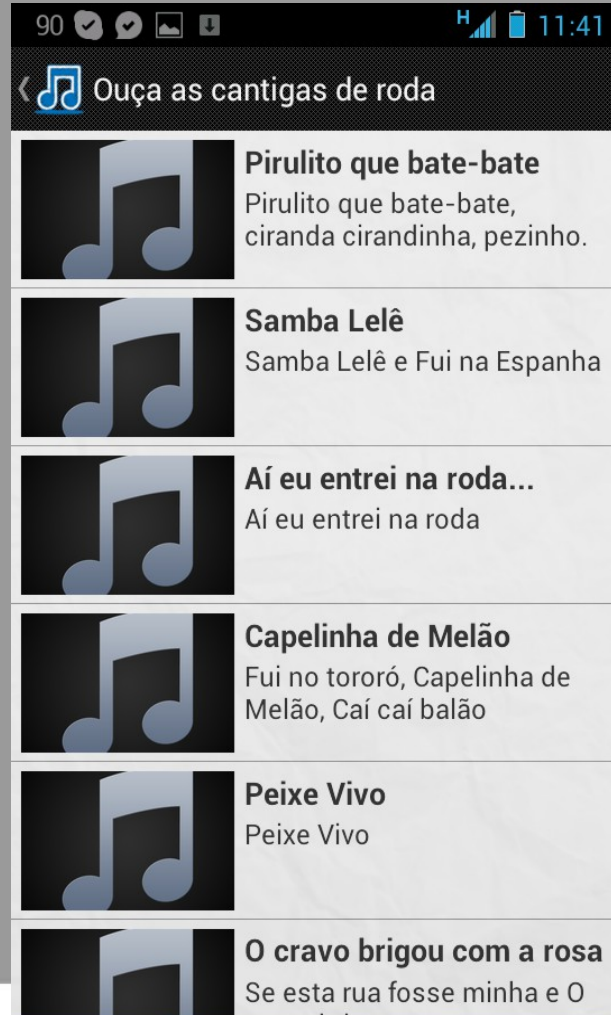 90
H 11:41
Ouça as cantigas de roda
Pirulito que bate-bate
Pirulito que bate-bate,
ciranda cirandinha, pezinho.
Samba Lelê
Samba Lelê e Fui na Espanha
Aí eu entrei na roda...
Aí eu entrei na roda
Capelinha de Melão
Fui no tororó, Capelinha de
Melão, Caí caí balão
Peixe Vivo
Peixe Vivo
O cravo brigou com a rosa
Se esta rua fosse minha e O